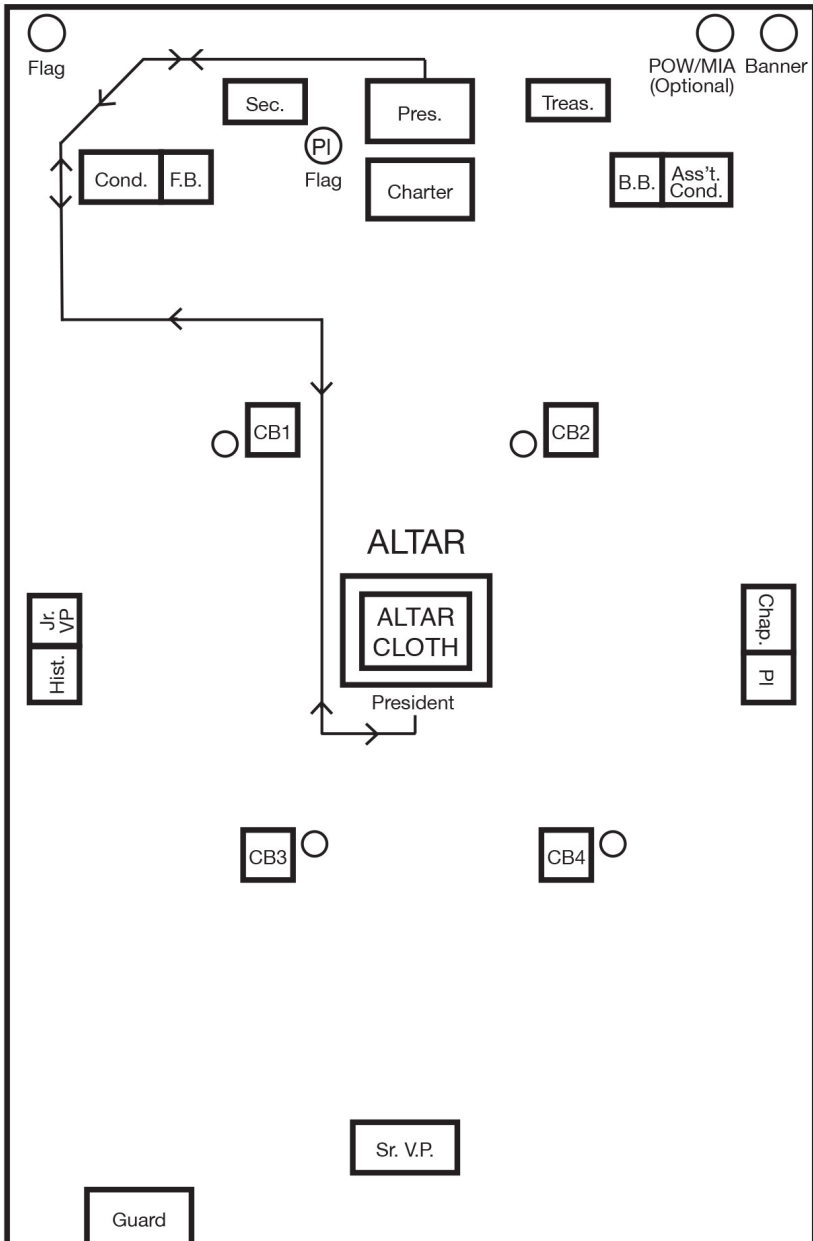 Flag
POW/MIA
(Optional)
Banner
Sec.
Pres.
Treas.
PI
Flag
Cond.
F.B.
Charter
B.B.
Ass't.
Cond.
CB1
CB2
ALTAR
ALTAR
CLOTH
President
Jr.
VP
Hist.
Chap.
PI
CB3
CB4
Sr. V.P.
Guard